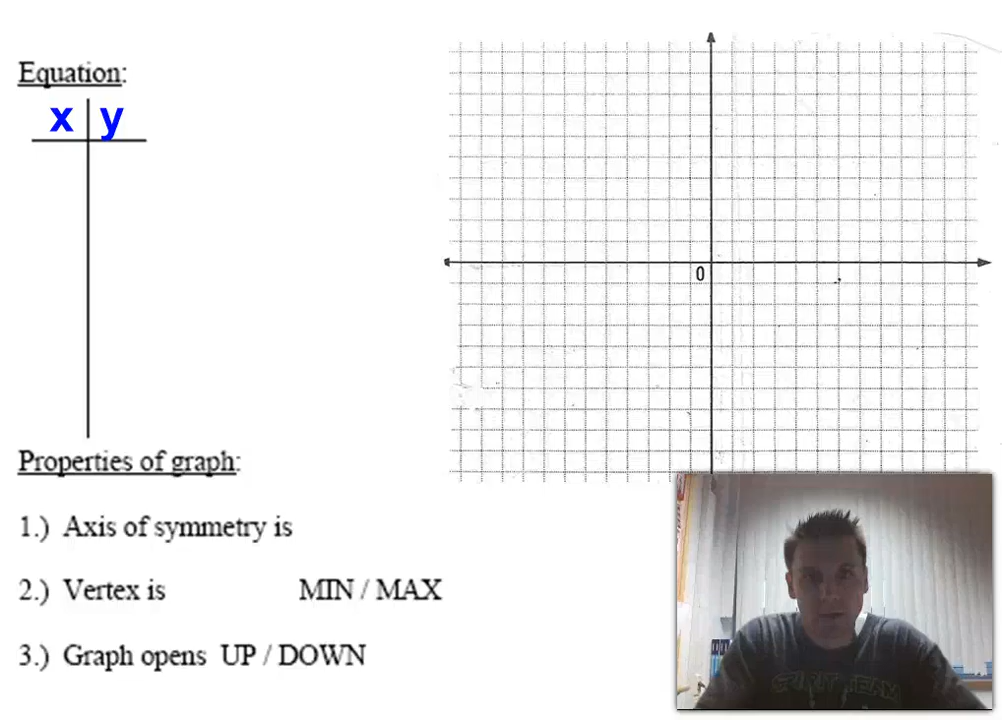 Equation:
x y
0
Properties of graph:
1.) Axis of symmetry is
2.) Vertex is MIN / MAX
3.) Graph opens UP / DOWN